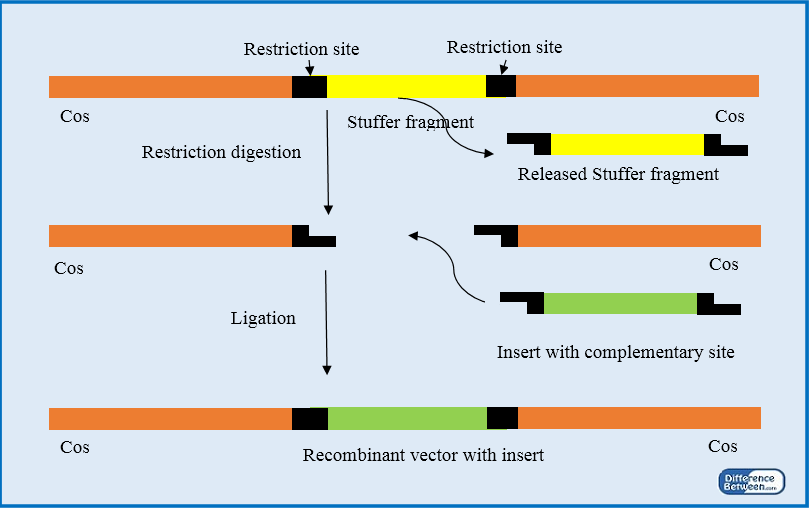 Restriction site
Restriction site
Cos
Stuffer fragment
Cos
Restriction digestion
Released Stuffer fragment
Cos
Cos
Ligation
Insert with complementary site
Cos
Recombinant vector with insert
Cos
Difference
Between.com